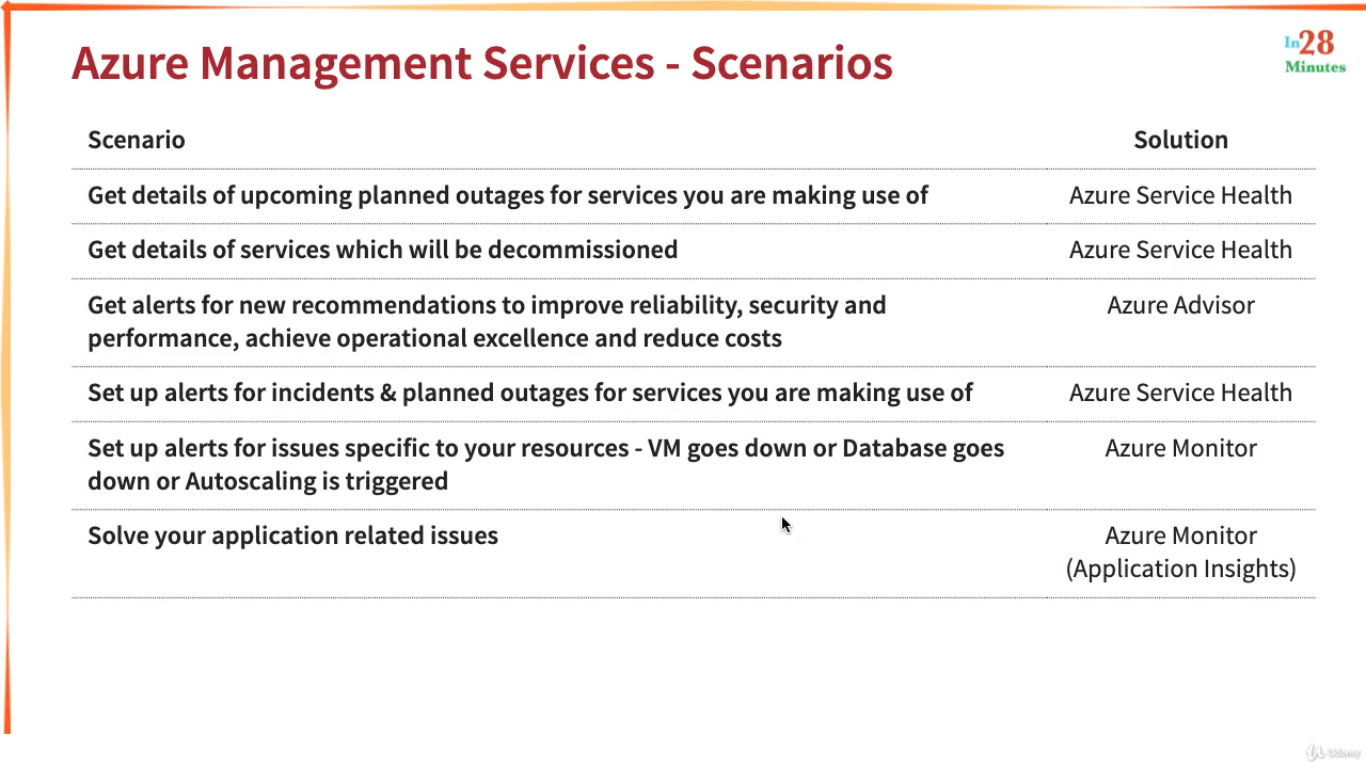 Azure Management Services - Scenarios
In28
Minutes
Scenario Solution
Get details of upcoming planned outages for services you are making use of Azure Service Health
Get details of services which will be decommissioned Azure Service Health
Get alerts for new recommendations to improve reliability, security and Azure Advisor
performance, achieve operational excellence and reduce costs
Set up alerts for incidents & planned outages for services you are making use of Azure Service Health
Set up alerts for issues specific to your resources - VM goes down or Database goes Azure Monitor
down or Autoscaling is triggered
Solve your application related issues Azure Monitor
(Application Insights)
Udemy